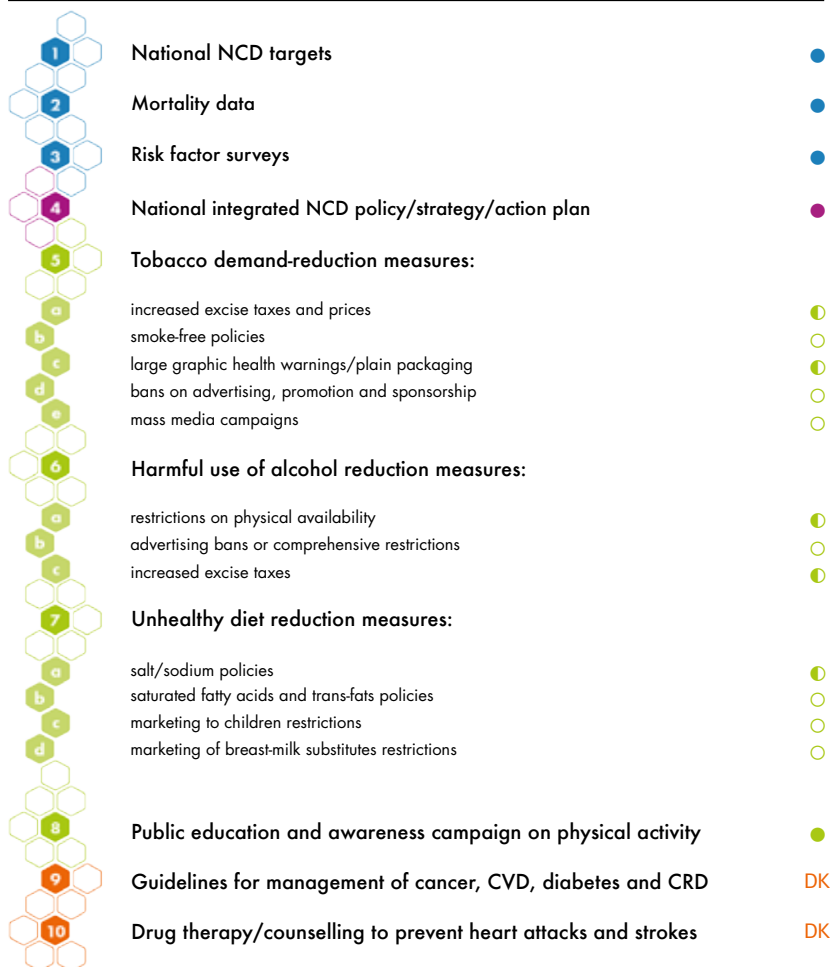 1 National NCD targets
2 Mortality data
3 Risk factor surveys
4 National integrated NCD policy/strategy/action plan
5 Tobacco demand-reduction measures:
a increased excise taxes and prices
b smoke-free policies
c large graphic health warnings/plain packaging
d bans on advertising, promotion and sponsorship
e mass media campaigns
6 Harmful use of alcohol reduction measures:
a restrictions on physical availability
b advertising bans or comprehensive restrictions
c increased excise taxes
7 Unhealthy diet reduction measures:
a salt/sodium policies
b saturated fatty acids and trans-fats policies
c marketing to children restrictions
d marketing of breast-milk substitutes restrictions
8 Public education and awareness campaign on physical activity
9 Guidelines for management of cancer, CVD, diabetes and CRD DK
10 Drug therapy/counselling to prevent heart attacks and strokes DK